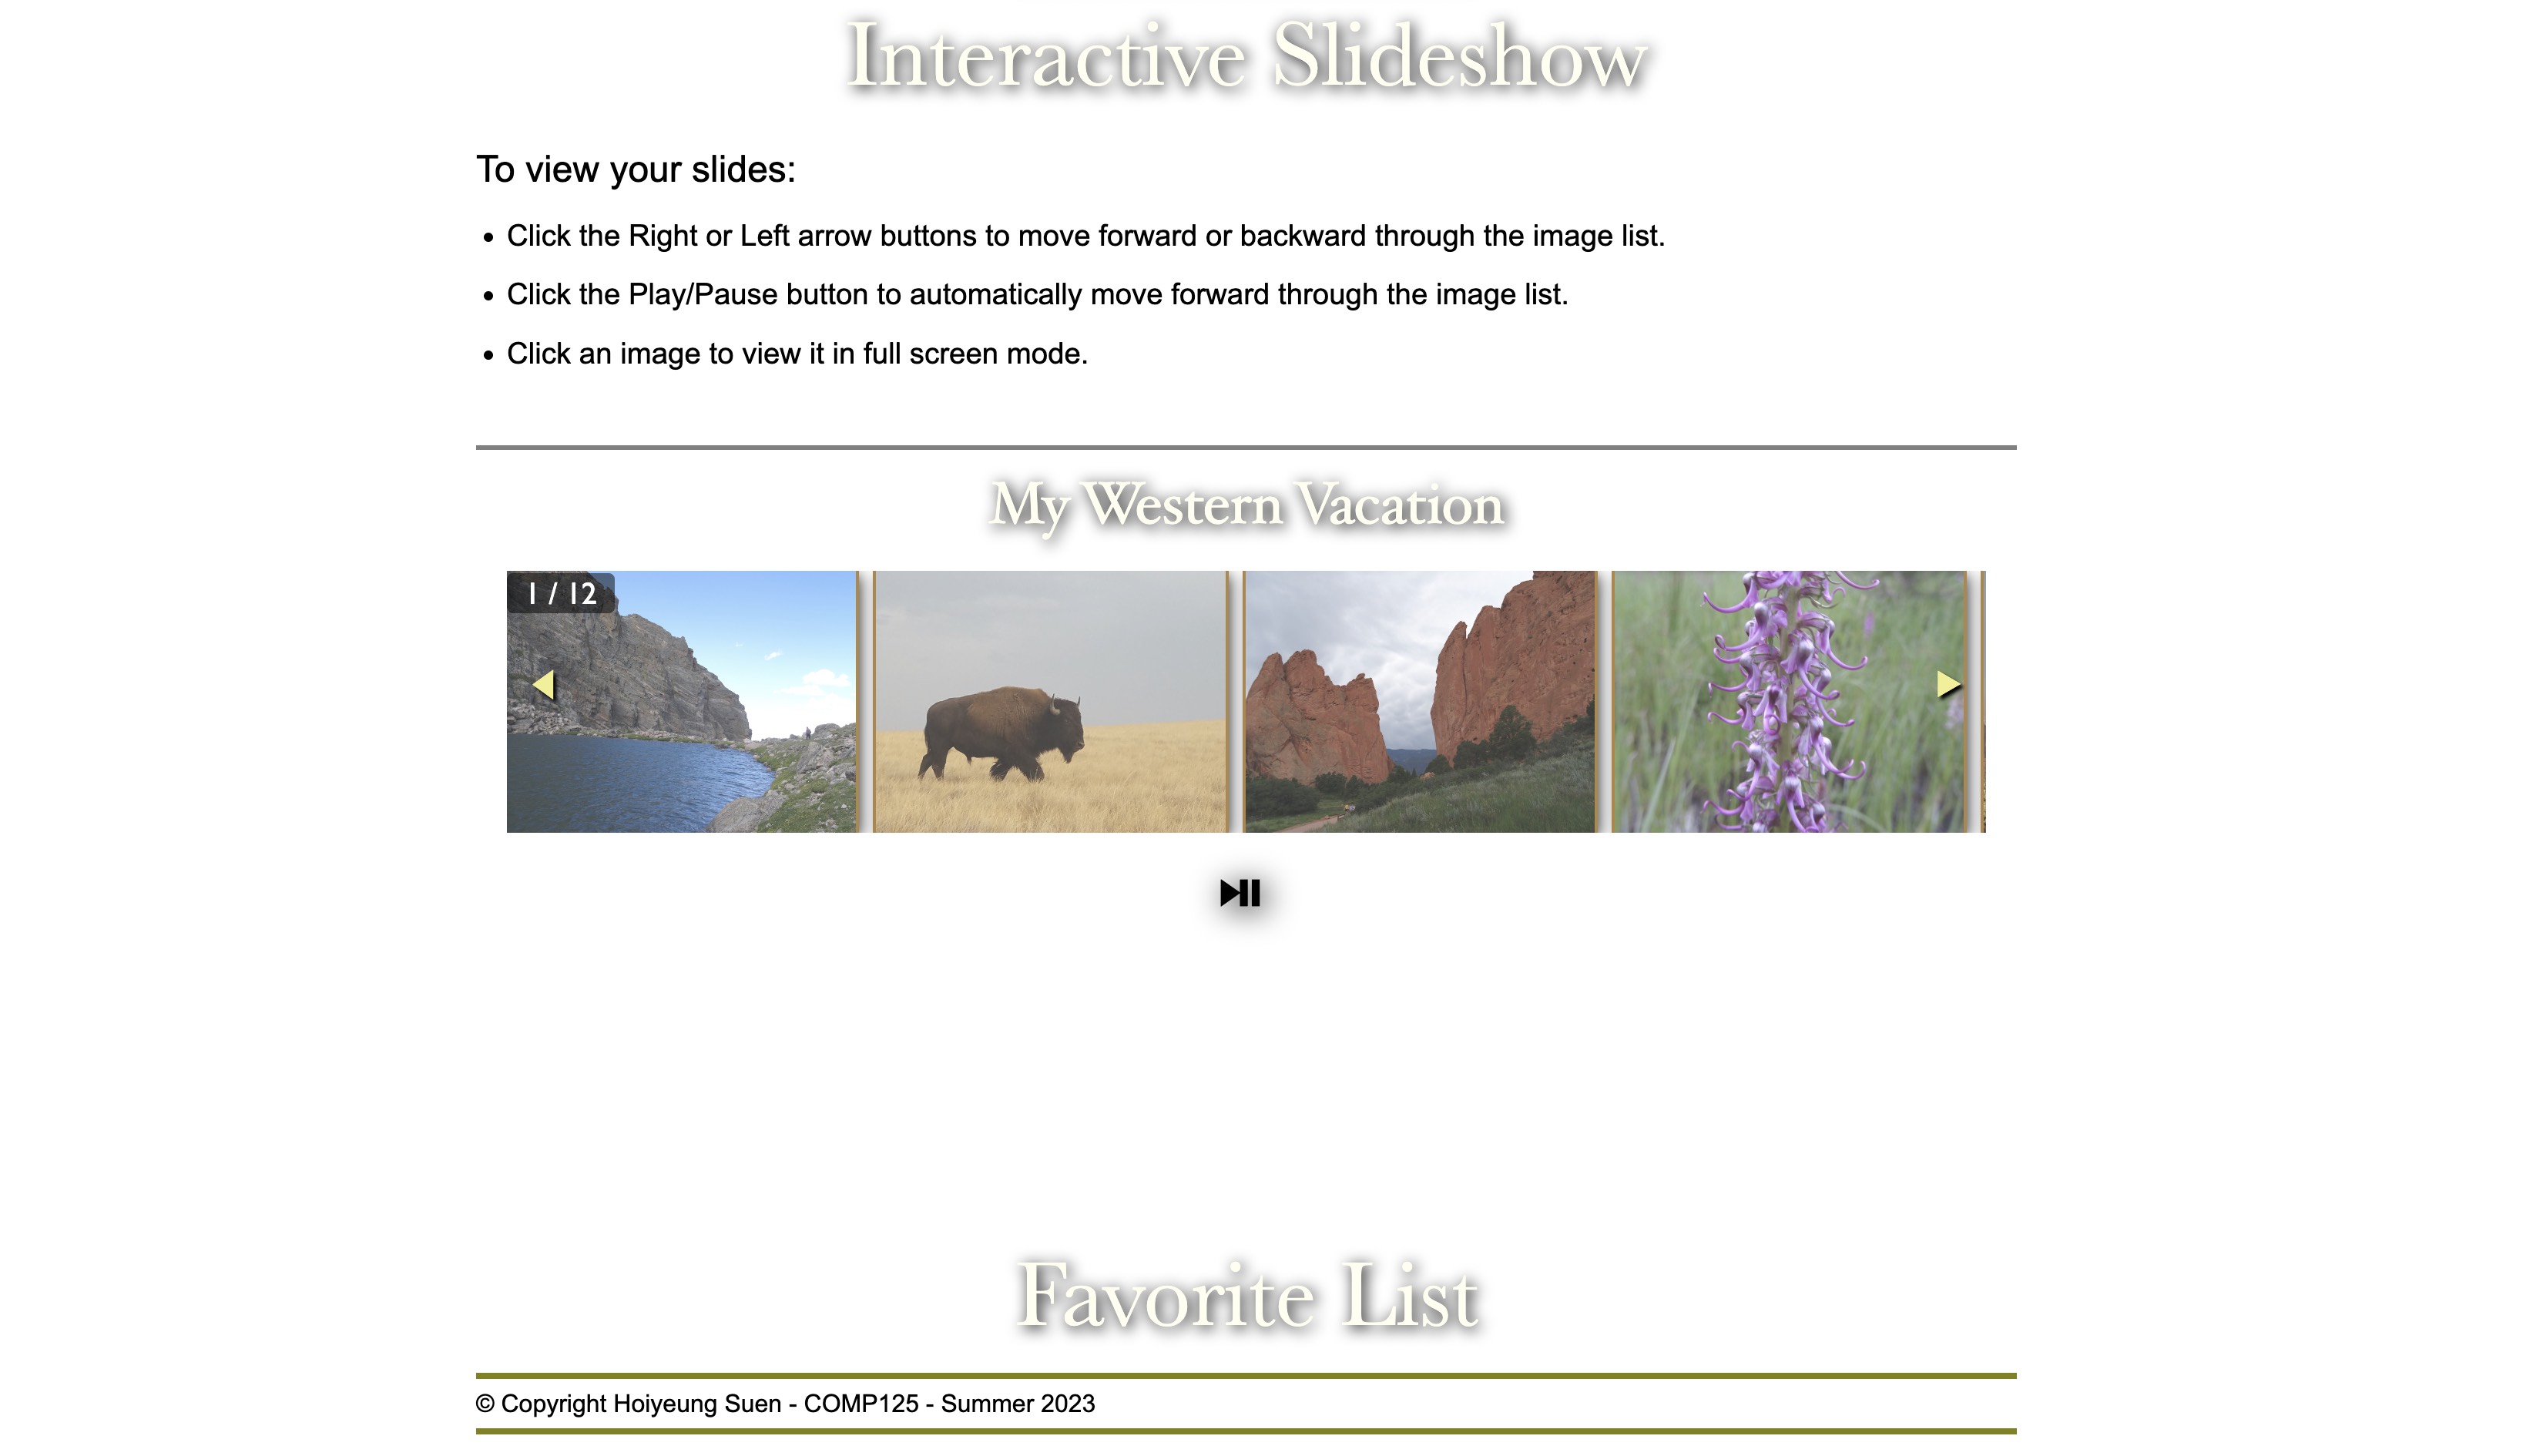 Interactive Slideshow
To view your slides:
Click the Right or Left arrow buttons to move forward or backward through the image list.
Click the Play/Pause button to automatically move forward through the image list.
Click an image to view it in full screen mode.
My Western Vacation
1 / 12
Favorite List
© Copyright Hoiyeung Suen - COMP125 - Summer 2023